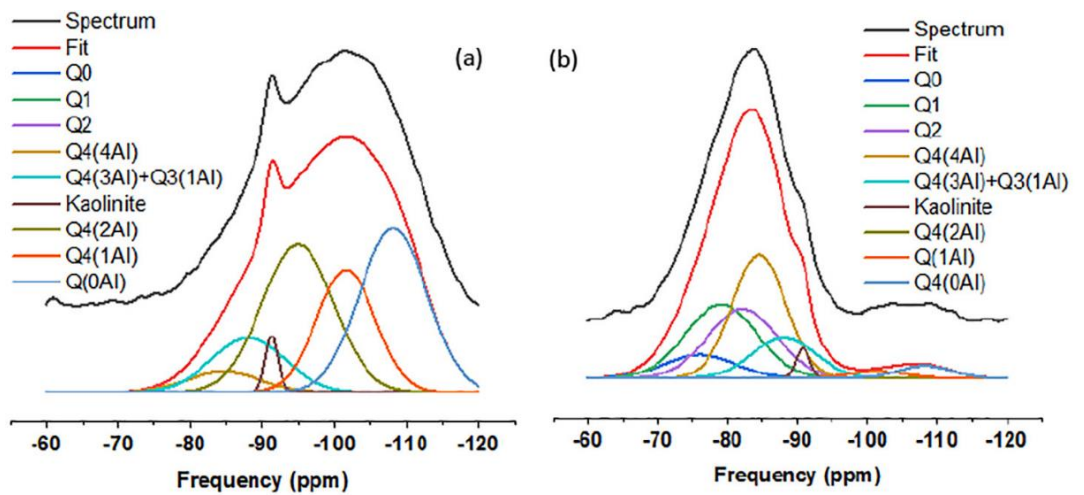 Spectrum
Fit
Q0
Q1
Q2
Q4(4Al)
Q4(3Al)+Q3(1Al)
Kaolinite
Q4(2Al)
Q4(1Al)
Q(0Al)
(a)
-60 -70 -80 -90 -100 -110 -120
Frequency (ppm)
(b)
Spectrum
Fit
Q0
Q1
Q2
Q4(4Al)
Q4(3Al)+Q3(1Al)
Kaolinite
Q4(2Al)
Q(1Al)
Q4(0Al)
-60 -70 -80 -90 -100 -110 -120
Frequency (ppm)